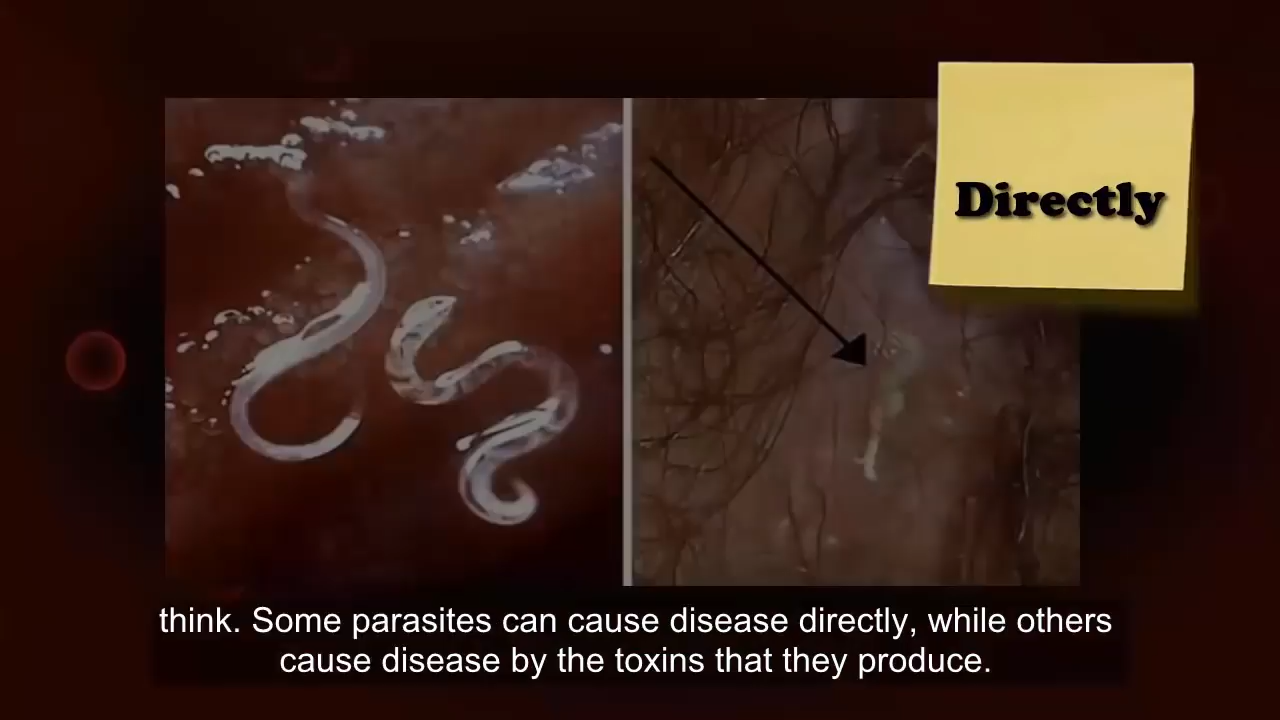 Directly
think. Some parasites can cause disease directly, while others
cause disease by the toxins that they produce.